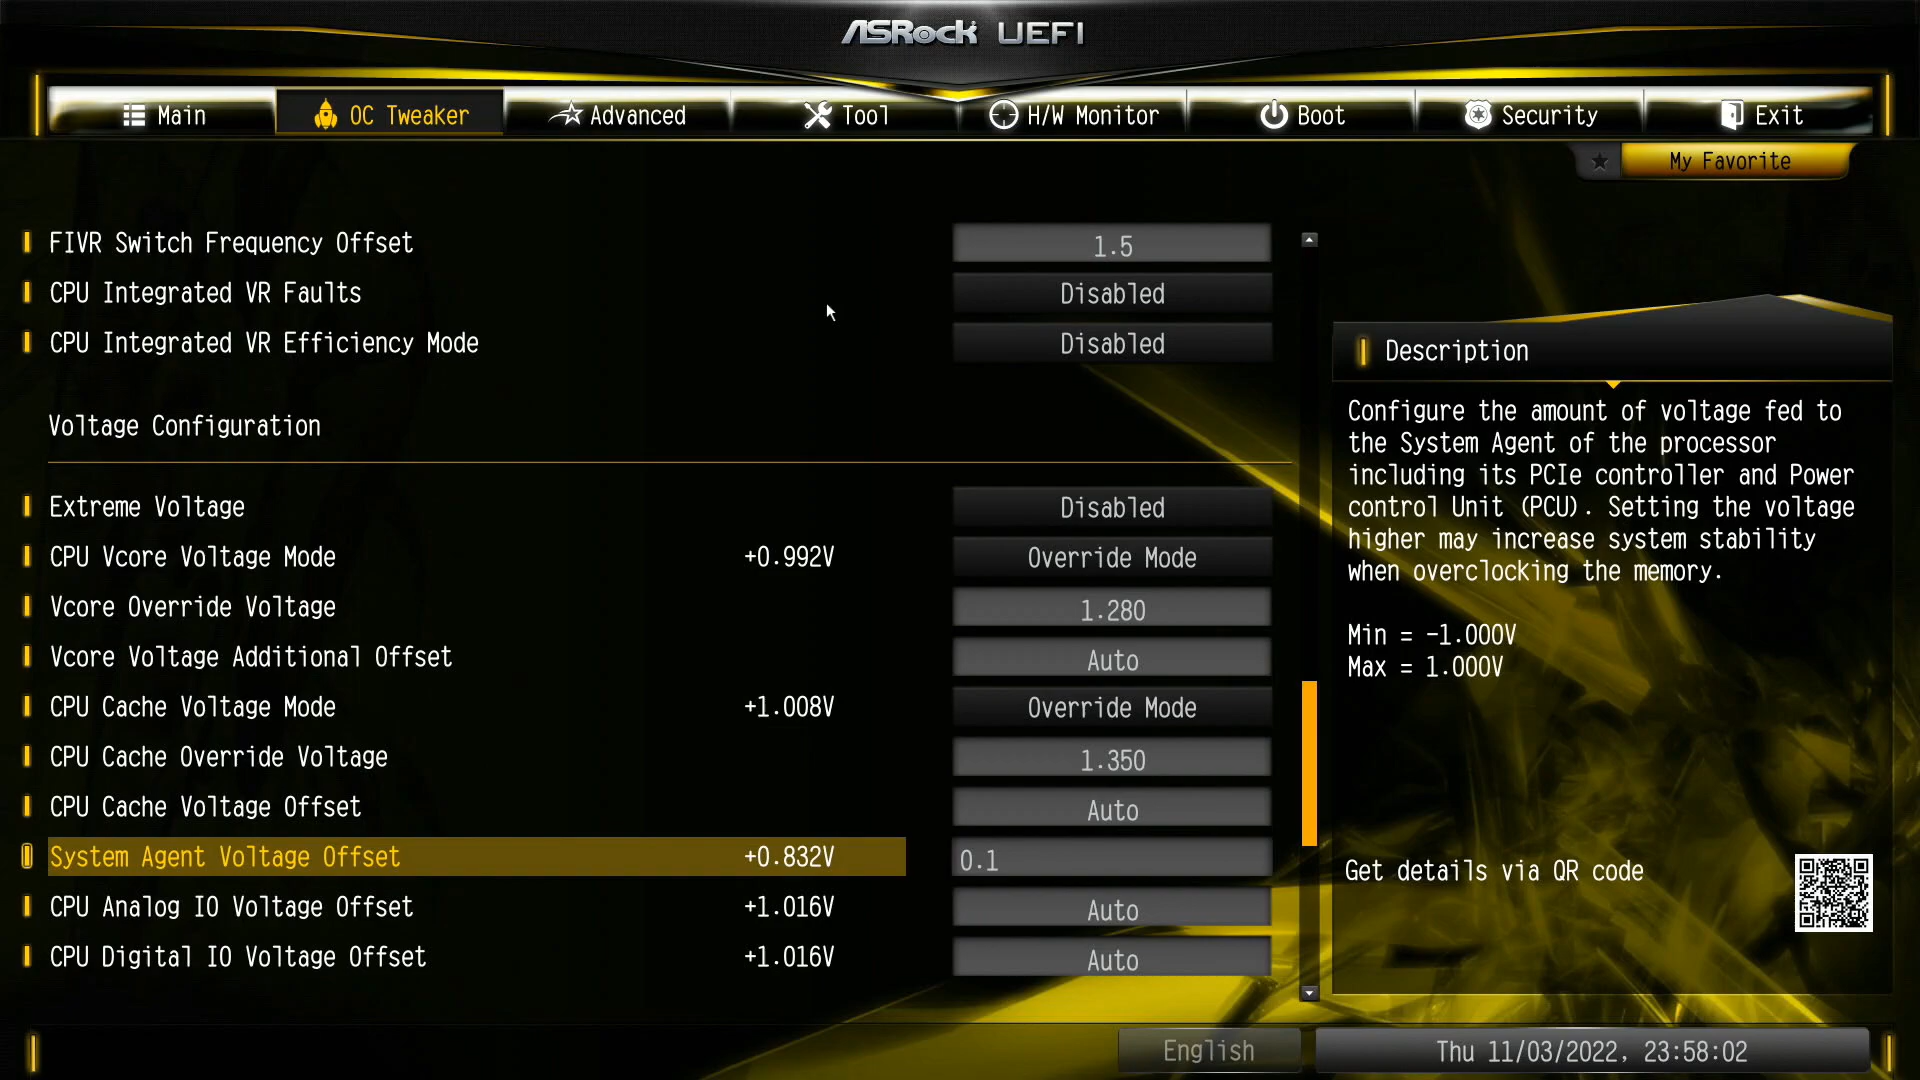 ASRock UEFI
Main
OC Tweaker
Advanced
Tool
H/W Monitor
Boot
Security
Exit
My Favorite
FIVR Switch Frequency Offset 1.5
CPU Integrated VR Faults Disabled
CPU Integrated VR Efficiency Mode Disabled
Voltage Configuration
Extreme Voltage Disabled
CPU Vcore Voltage Mode +0.992V Override Mode
Vcore Override Voltage 1.280
Vcore Voltage Additional Offset Auto
CPU Cache Voltage Mode +1.008V Override Mode
CPU Cache Override Voltage 1.350
CPU Cache Voltage Offset Auto
System Agent Voltage Offset +0.832V 0.1
CPU Analog IO Voltage Offset +1.016V Auto
CPU Digital IO Voltage Offset +1.016V Auto
Description
Configure the amount of voltage fed to
the System Agent of the processor
including its PCIe controller and Power
control Unit (PCU). Setting the voltage
higher may increase system stability
when overclocking the memory.
Min = -1.000V
Max = 1.000V
Get details via QR code
English
Thu 11/03/2022, 23:58:02